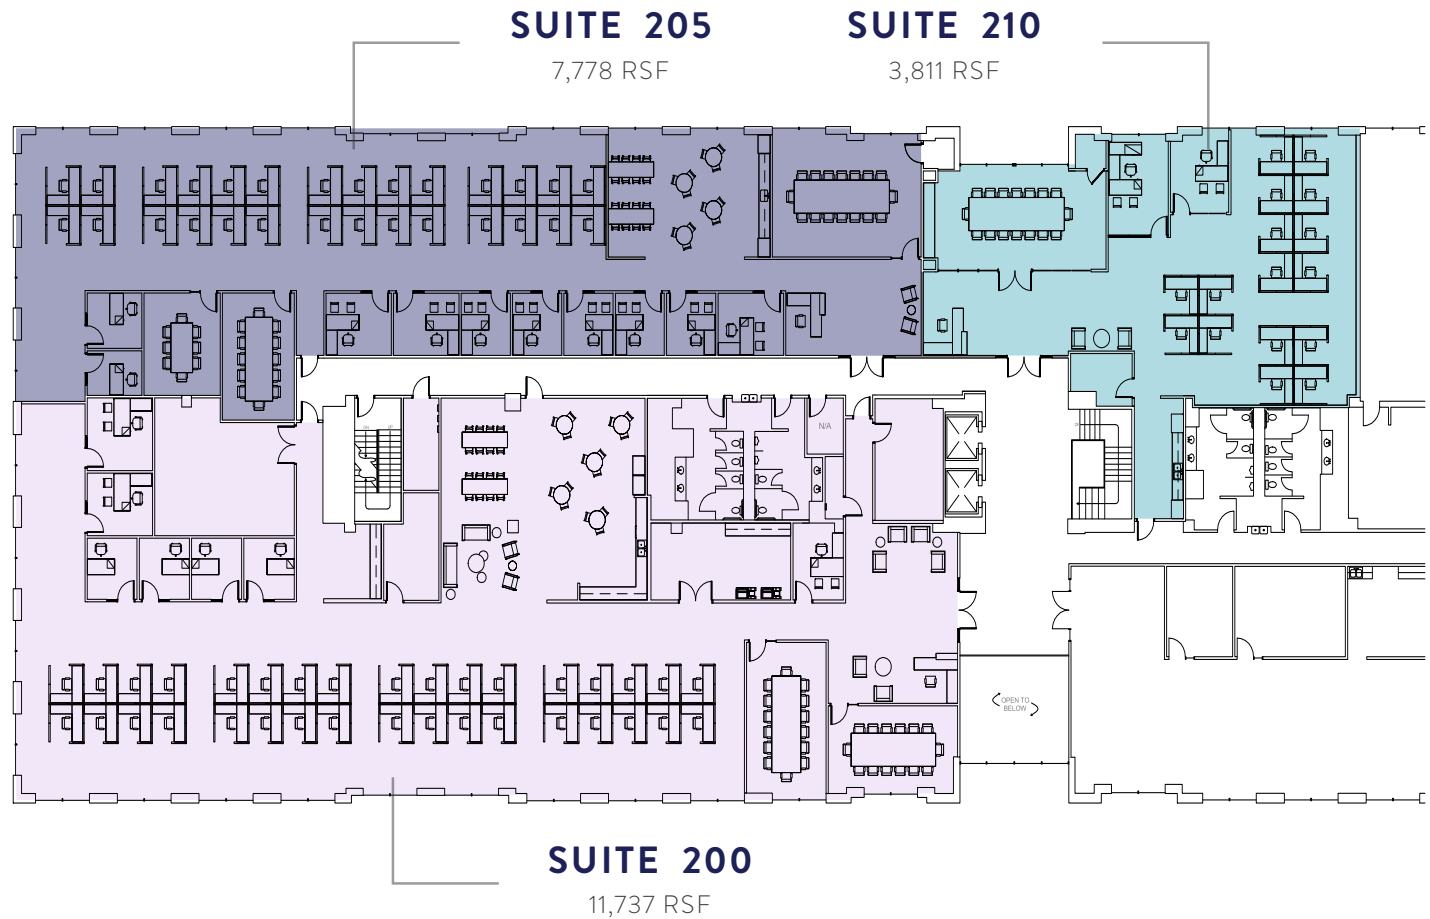 SUITE 205
7,778 RSF
SUITE 210
3,811 RSF
N/A
OPEN TO
BELOW
SUITE 200
11,737 RSF